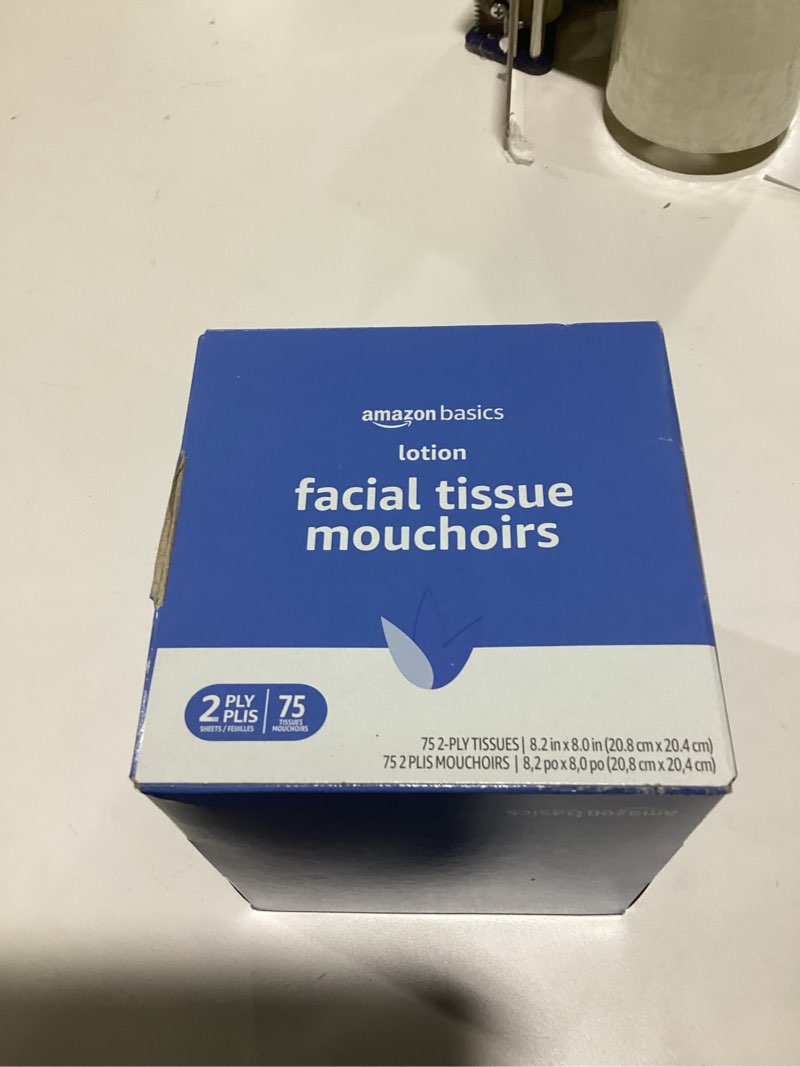 amazon basics
lotion
facial tissue
mouchoirs
2 PLY PLIS
SHEETS / FEUILLES
75
TISSUES
MOUCHOIRS
75 2-PLY TISSUES | 8.2 in x 8.0 in (20.8 cm x 20.4 cm)
75 2 PLIS MOUCHOIRS | 8,2 po x 8,0 po (20,8 cm x 20,4 cm)
amazon basics